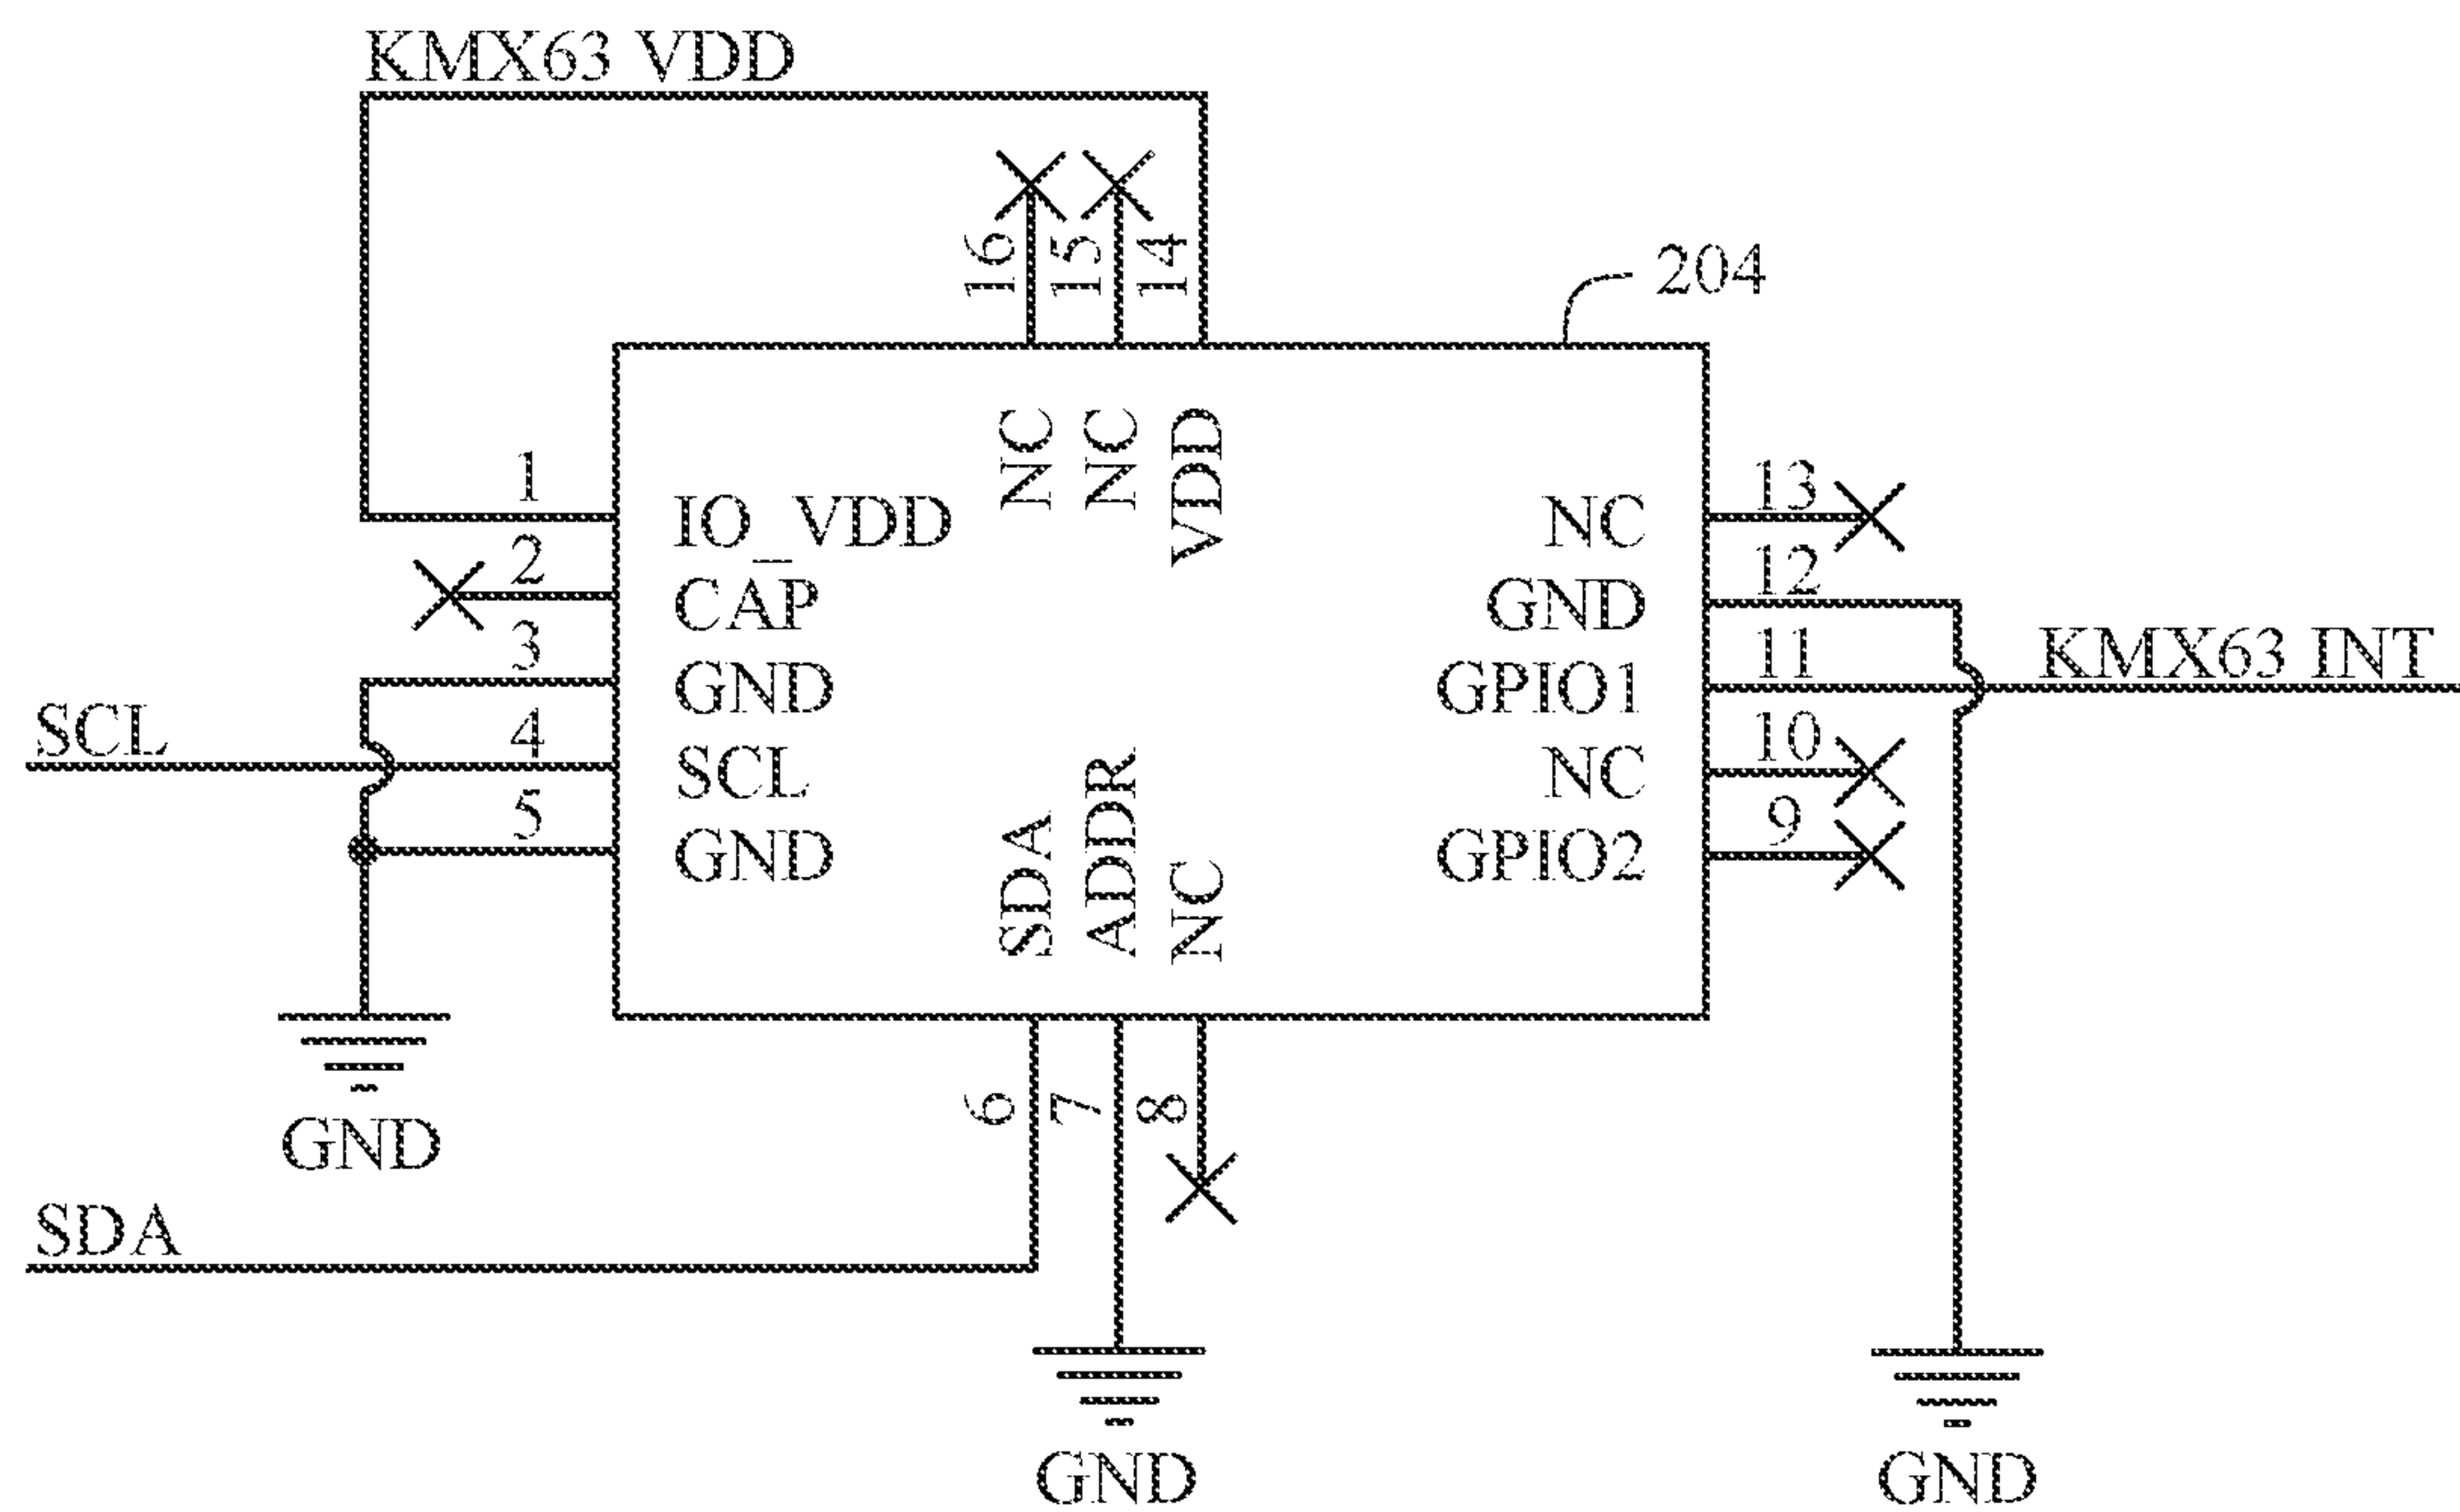 KMX63 VDD
16
15
14
204
NC
NC
VDD
1
IO_VDD
NC
13
2
CAP
GND
12
3
GND
GPIO1
11
KMX63 INT
SCL
4
SCL
NC
10
5
GND
GPIO2
9
SDA
ADDR
NC
6
7
8
GND
SDA
GND
GND